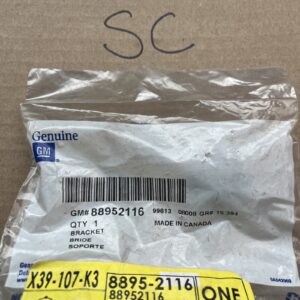 SC
Genuine
GM
GM# 88952116
QTY 1
BRACKET
BRIDE
SOPORTE
MADE IN CANADA
X39-107-K3
8895-2116
88952116
ONE